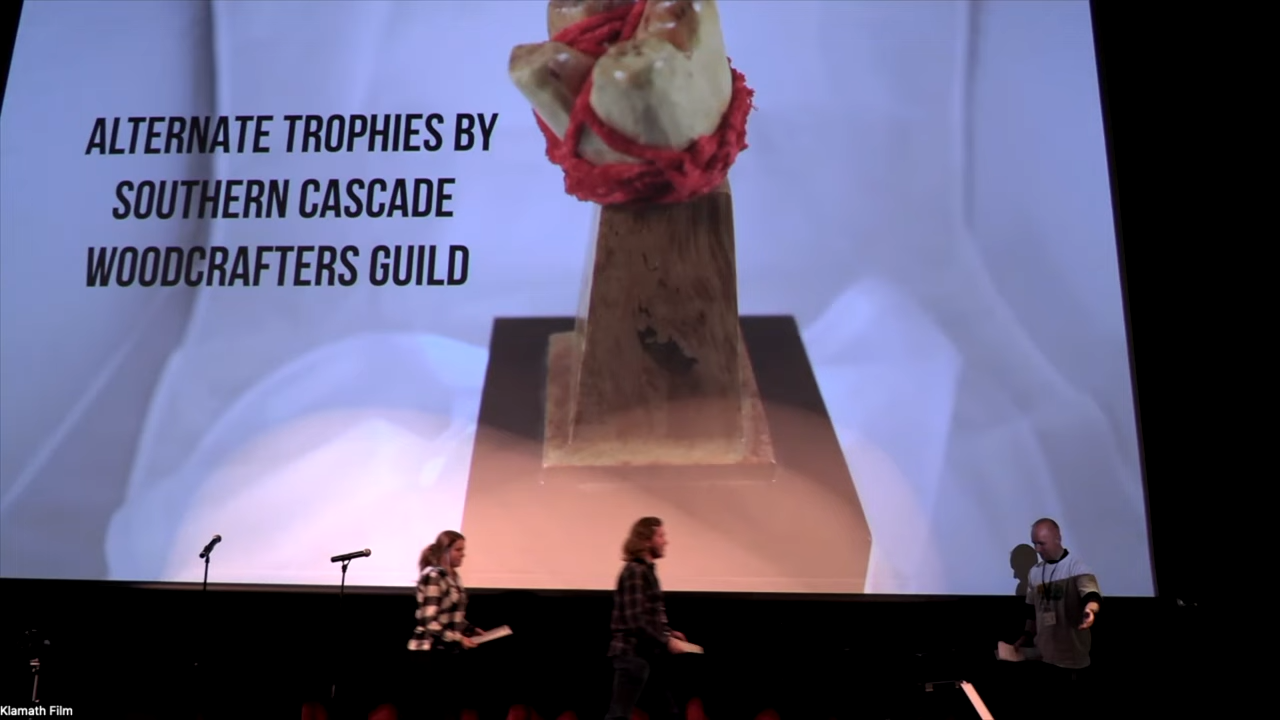 ALTERNATE TROPHIES BY
SOUTHERN CASCADE
WOODCRAFTERS GUILD
Klamath Film